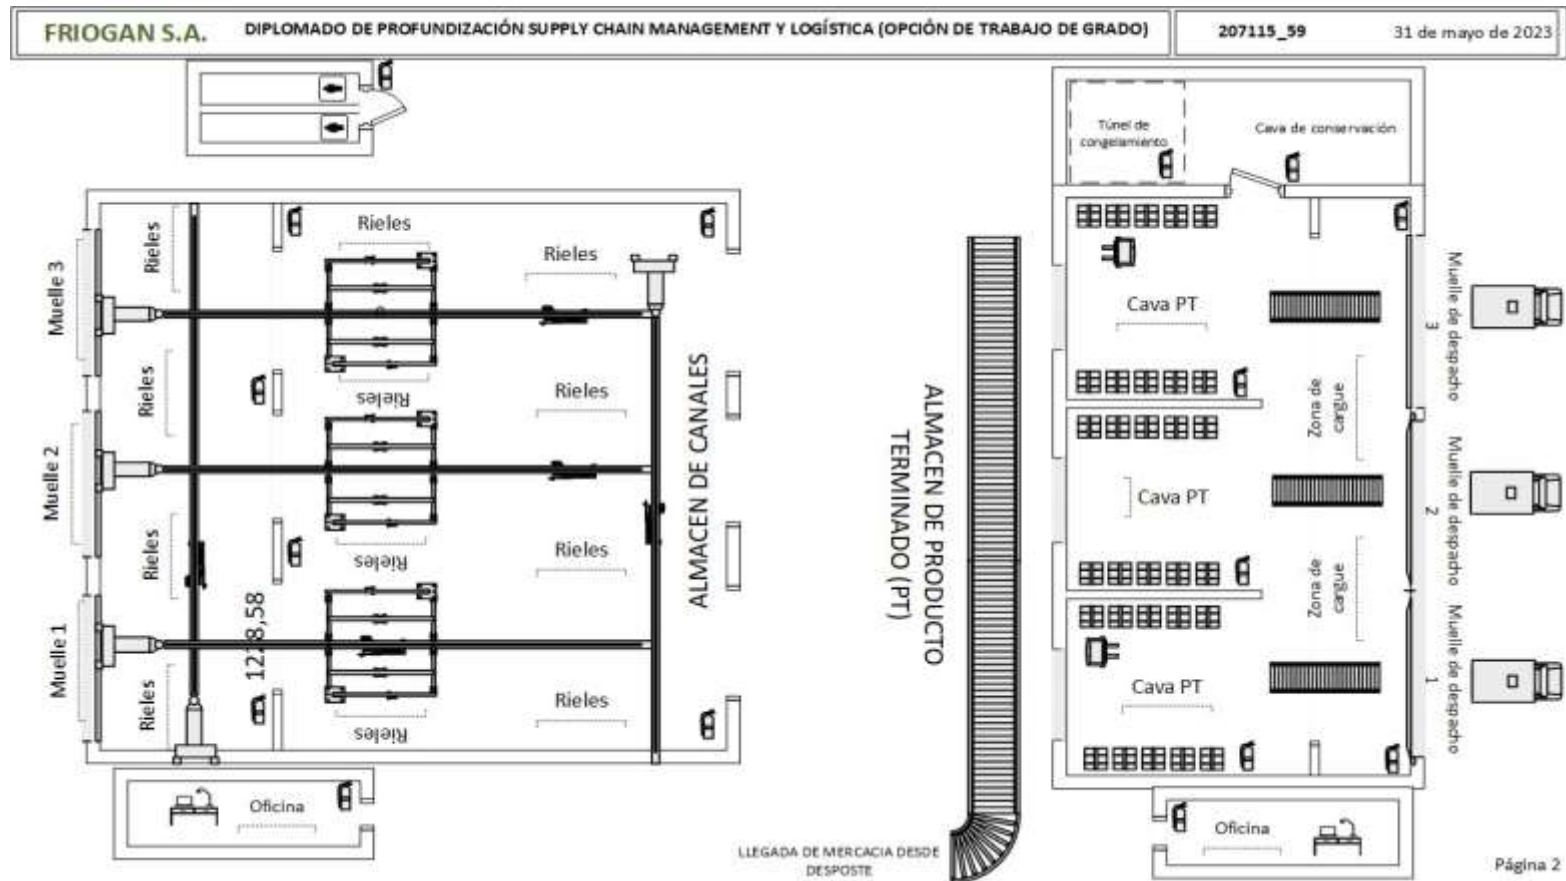 FRIOGAN S.A.
DIPLOMADO DE PROFUNDIZACIÓN SUPPLY CHAIN MANAGEMENT Y LOGÍSTICA (OPCIÓN DE TRABAJO DE GRADO)
207115_59
31 de mayo de 2023
Muelle 3
Muelle 2
Muelle 1
Rieles
Rieles
Rieles
Rieles
Rieles
Rieles
Rieles
Rieles
Rieles
Rieles
Rieles
Rieles
1228,58
ALMACEN DE CANALES
Oficina
ALMACEN DE PRODUCTO
TERMINADO (PT)
LLEGADA DE MERCACIA DESDE
DESPOSTE
Túnel de
congelamiento
Cava de conservación
Cava PT
Cava PT
Cava PT
Zona de
cargue
Zona de
cargue
Muelle de despacho
3
Muelle de despacho
2
Muelle de despacho
1
Oficina
Página 2